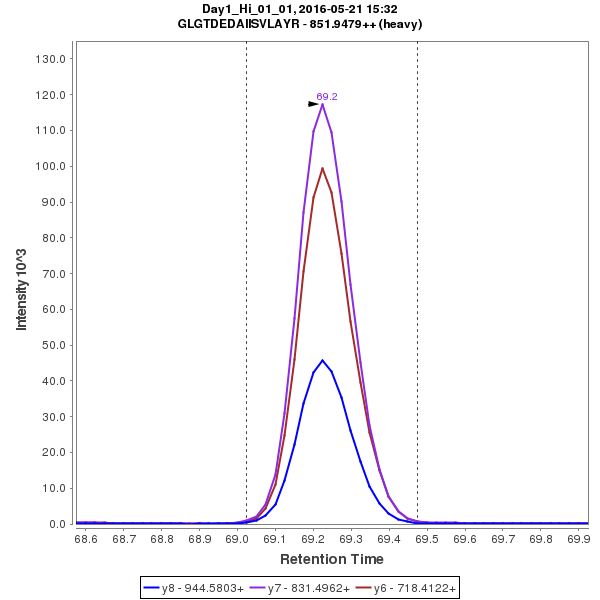 Day1_Hi_01_01, 2016-05-21 15:32
GLGTDEDAIISVLAYR - 851.9479++ (heavy)
130.0
120.0
110.0
100.0
90.0
80.0
70.0
60.0
50.0
40.0
30.0
20.0
10.0
0.0
Intensity 10^3
69.2
68.6 68.7 68.8 68.9 69.0 69.1 69.2 69.3 69.4 69.5 69.6 69.7 69.8 69.9
Retention Time
y8 - 944.5803+ y7 - 831.4962+ y6 - 718.4122+